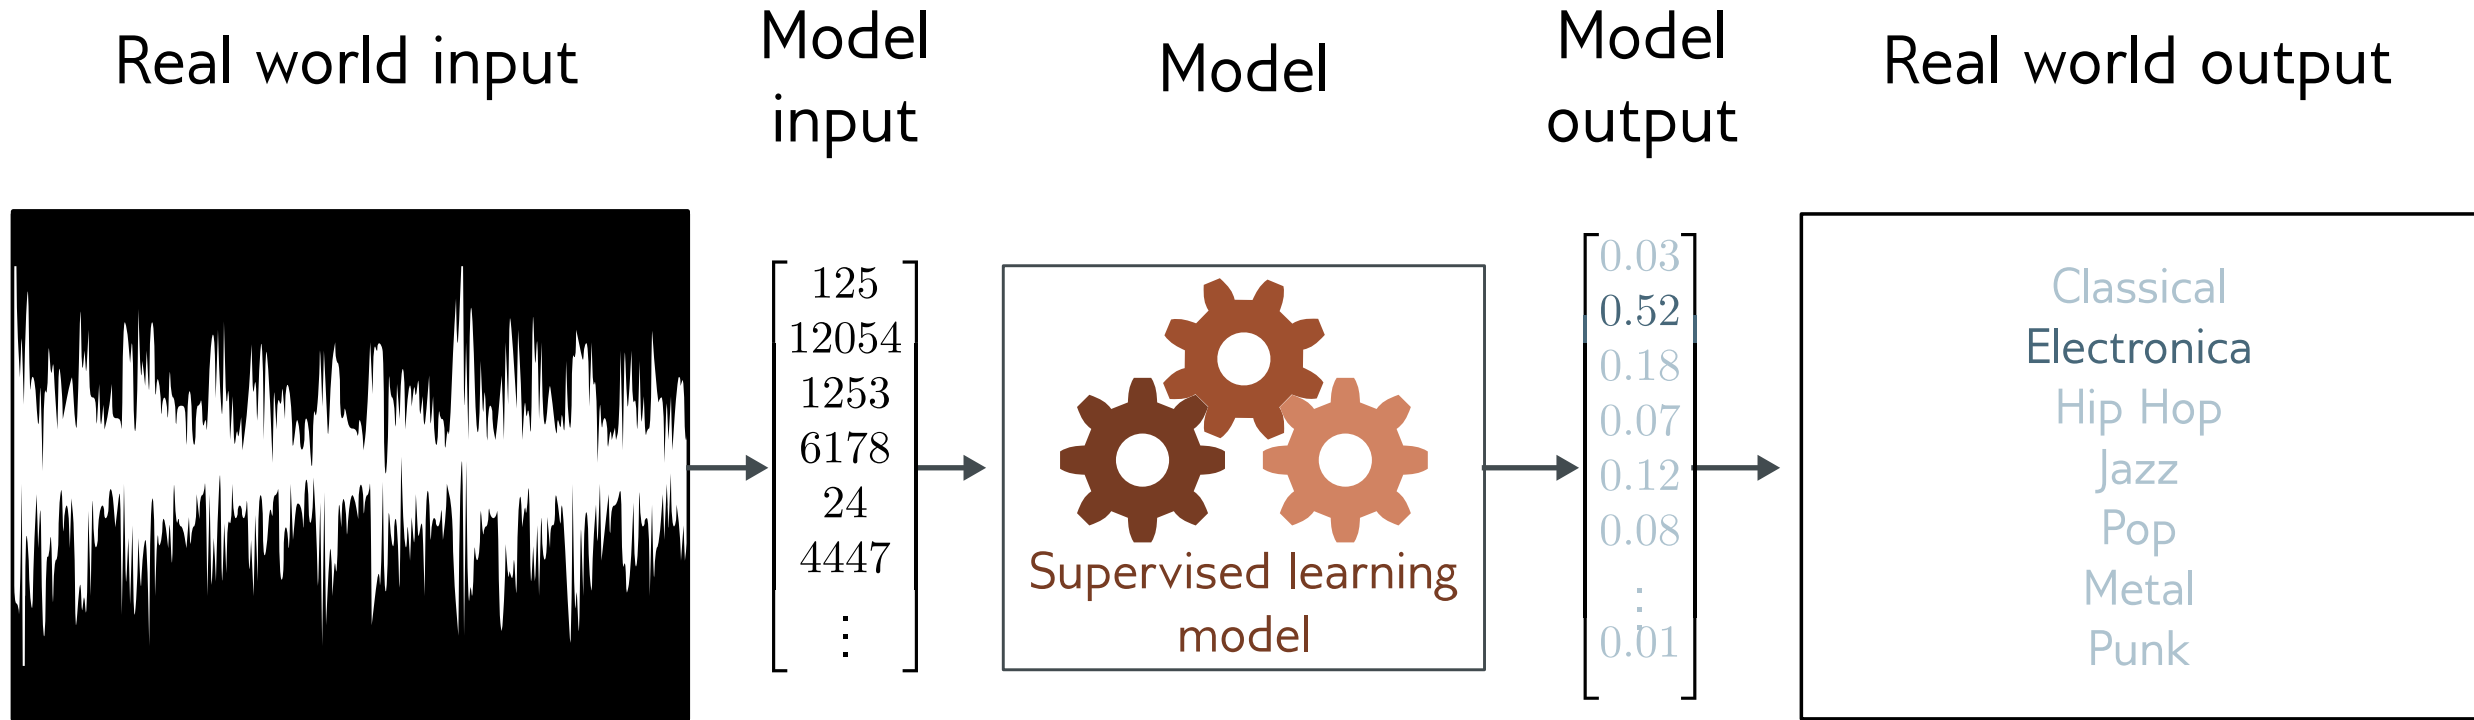 Real world input
Model
input
Model
Model
output
Real world output
125
12054
1253
6178
24
4447
⋮
Supervised learning
model
0.03
0.52
0.18
0.07
0.12
0.08
⋮
0.01
Classical
Electronica
Hip Hop
Jazz
Pop
Metal
Punk